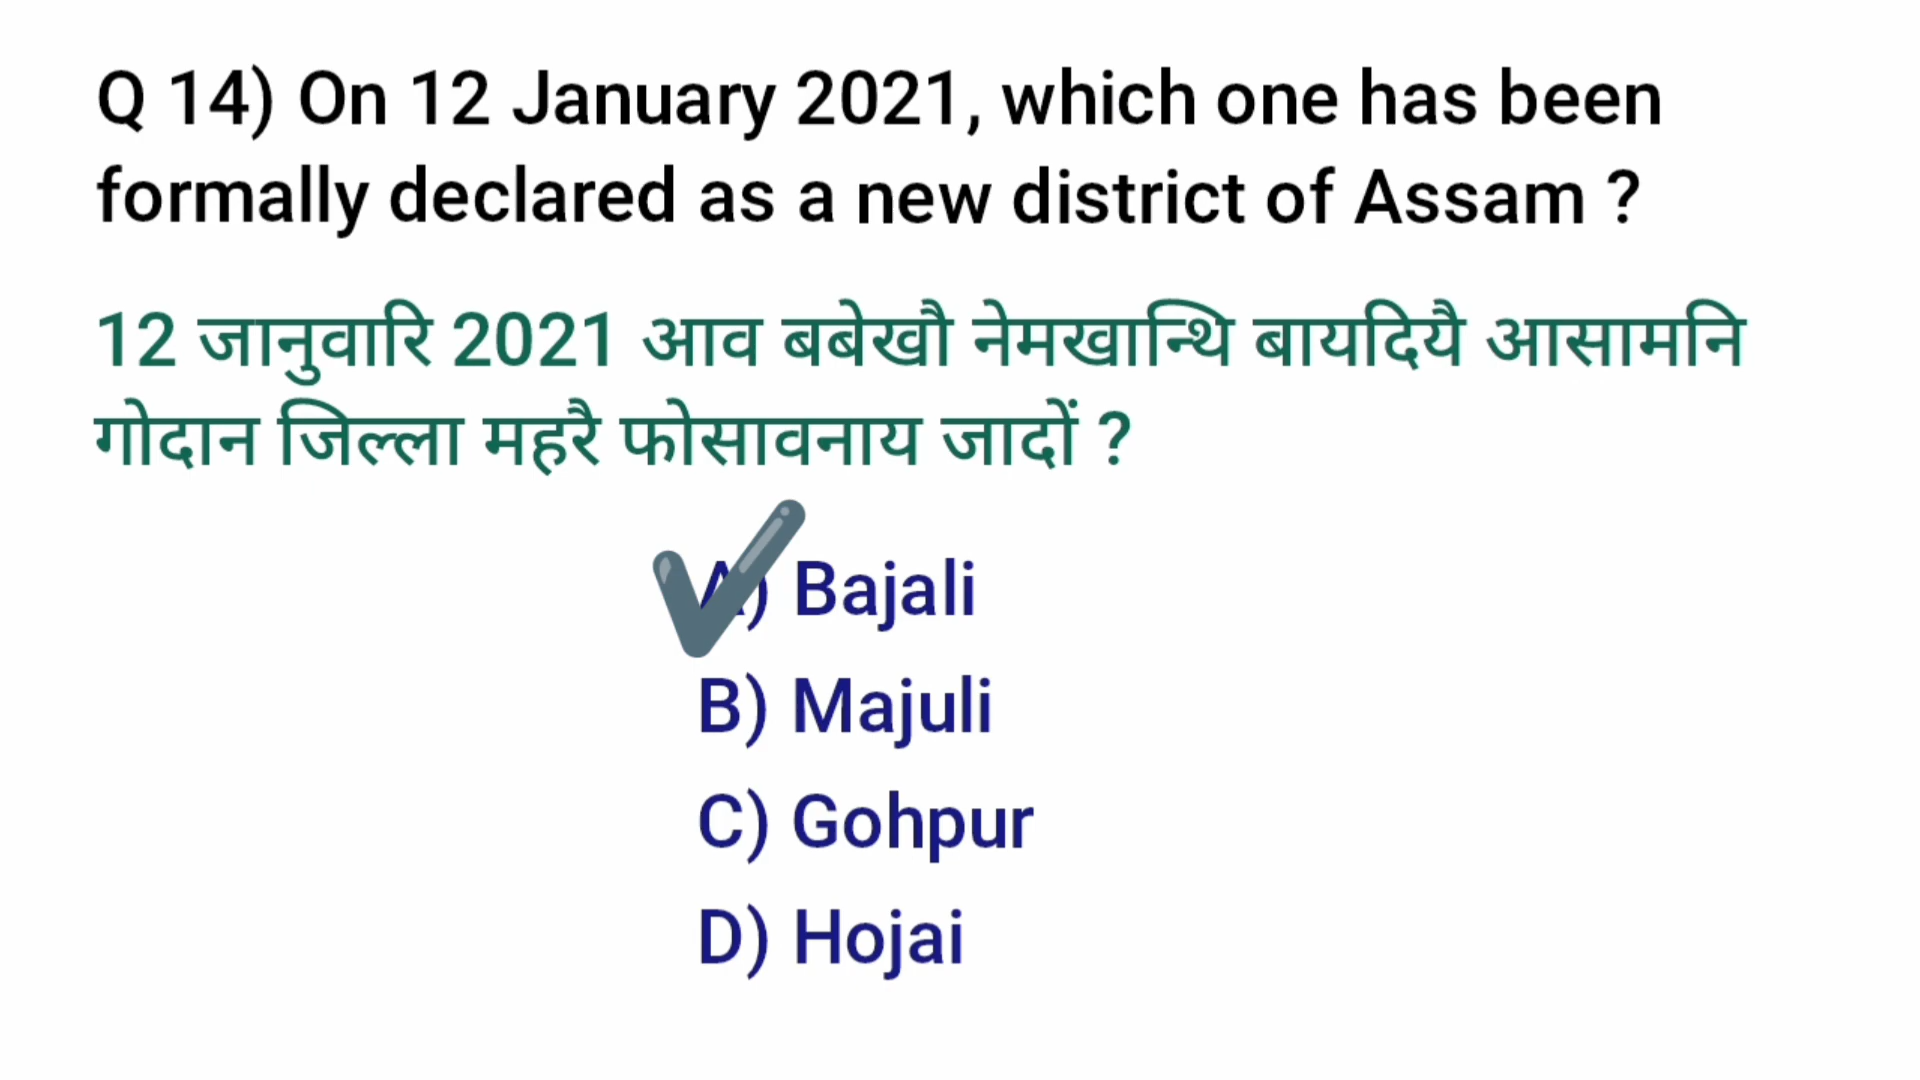 Q 14) On 12 January 2021, which one has been
formally declared as a new district of Assam ?
12 जानुवारि 2021 आव बबेखौ नेमखान्थि बायदियै आसामनि
गोदान जिल्ला महरै फोसावनाय जादों ?
A) Bajali
B) Majuli
C) Gohpur
D) Hojai